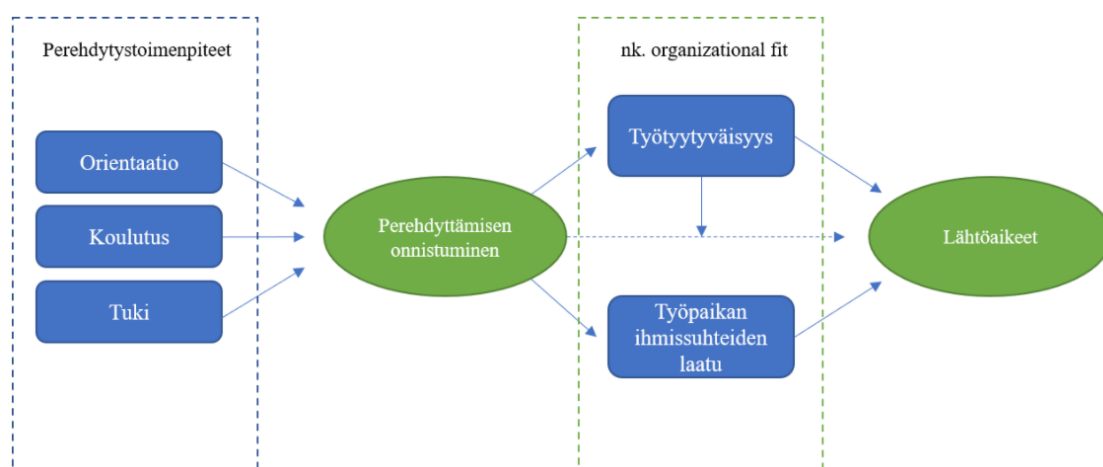 Perehdytystoimenpiteet
nk. organizational fit
Orientaatio
Koulutus
Tuki
Perehdyttämisen
onnistuminen
Työtyytyväisyys
Työpaikan
ihmissuhteiden
laatu
Lähtöaikeet